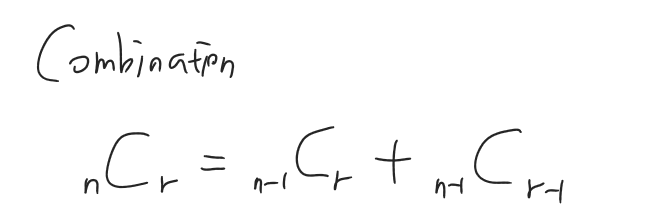 Combination
nCr = n-1Cr + n-1Cr-1